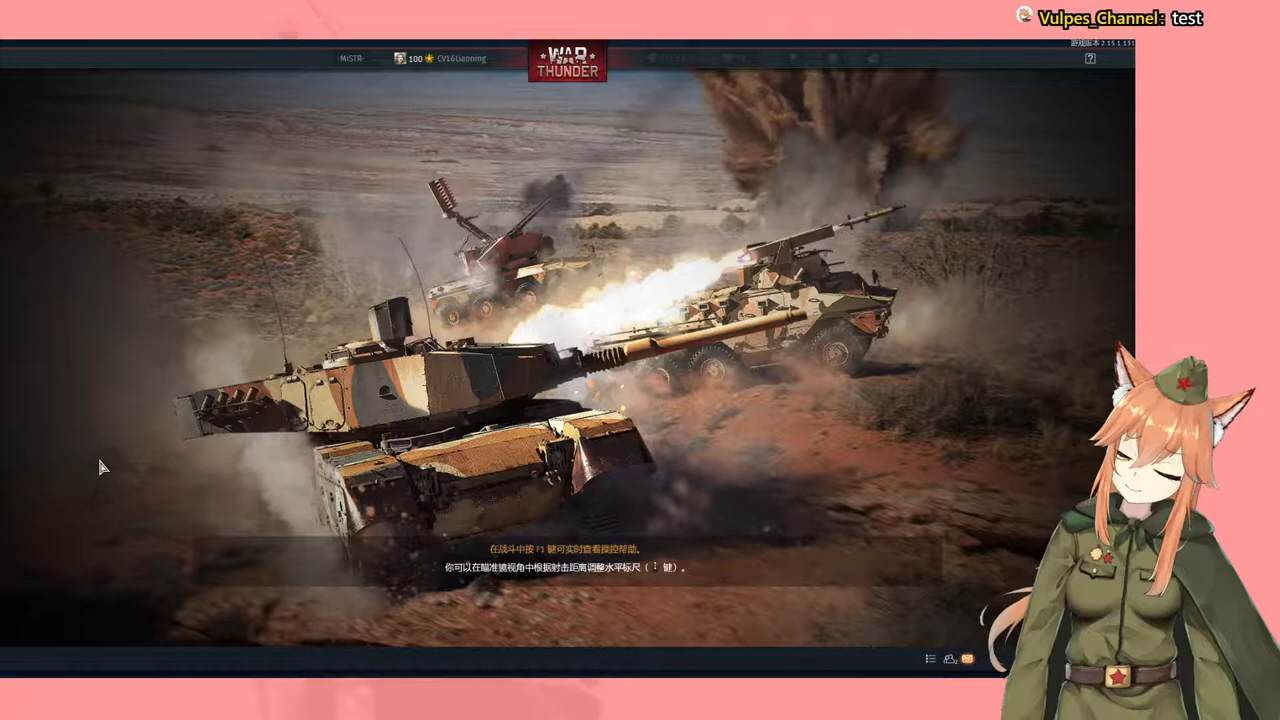 Vulpes_Channel: test
游戏版本 2.15.1.131
-MiSTR-
100 CV16Liaoning
WAR
THUNDER
在战斗中按 F1 键可实时查看操控帮助。
你可以在瞄准镜视角中根据射击距离调整水平标尺（⁝ 键）。